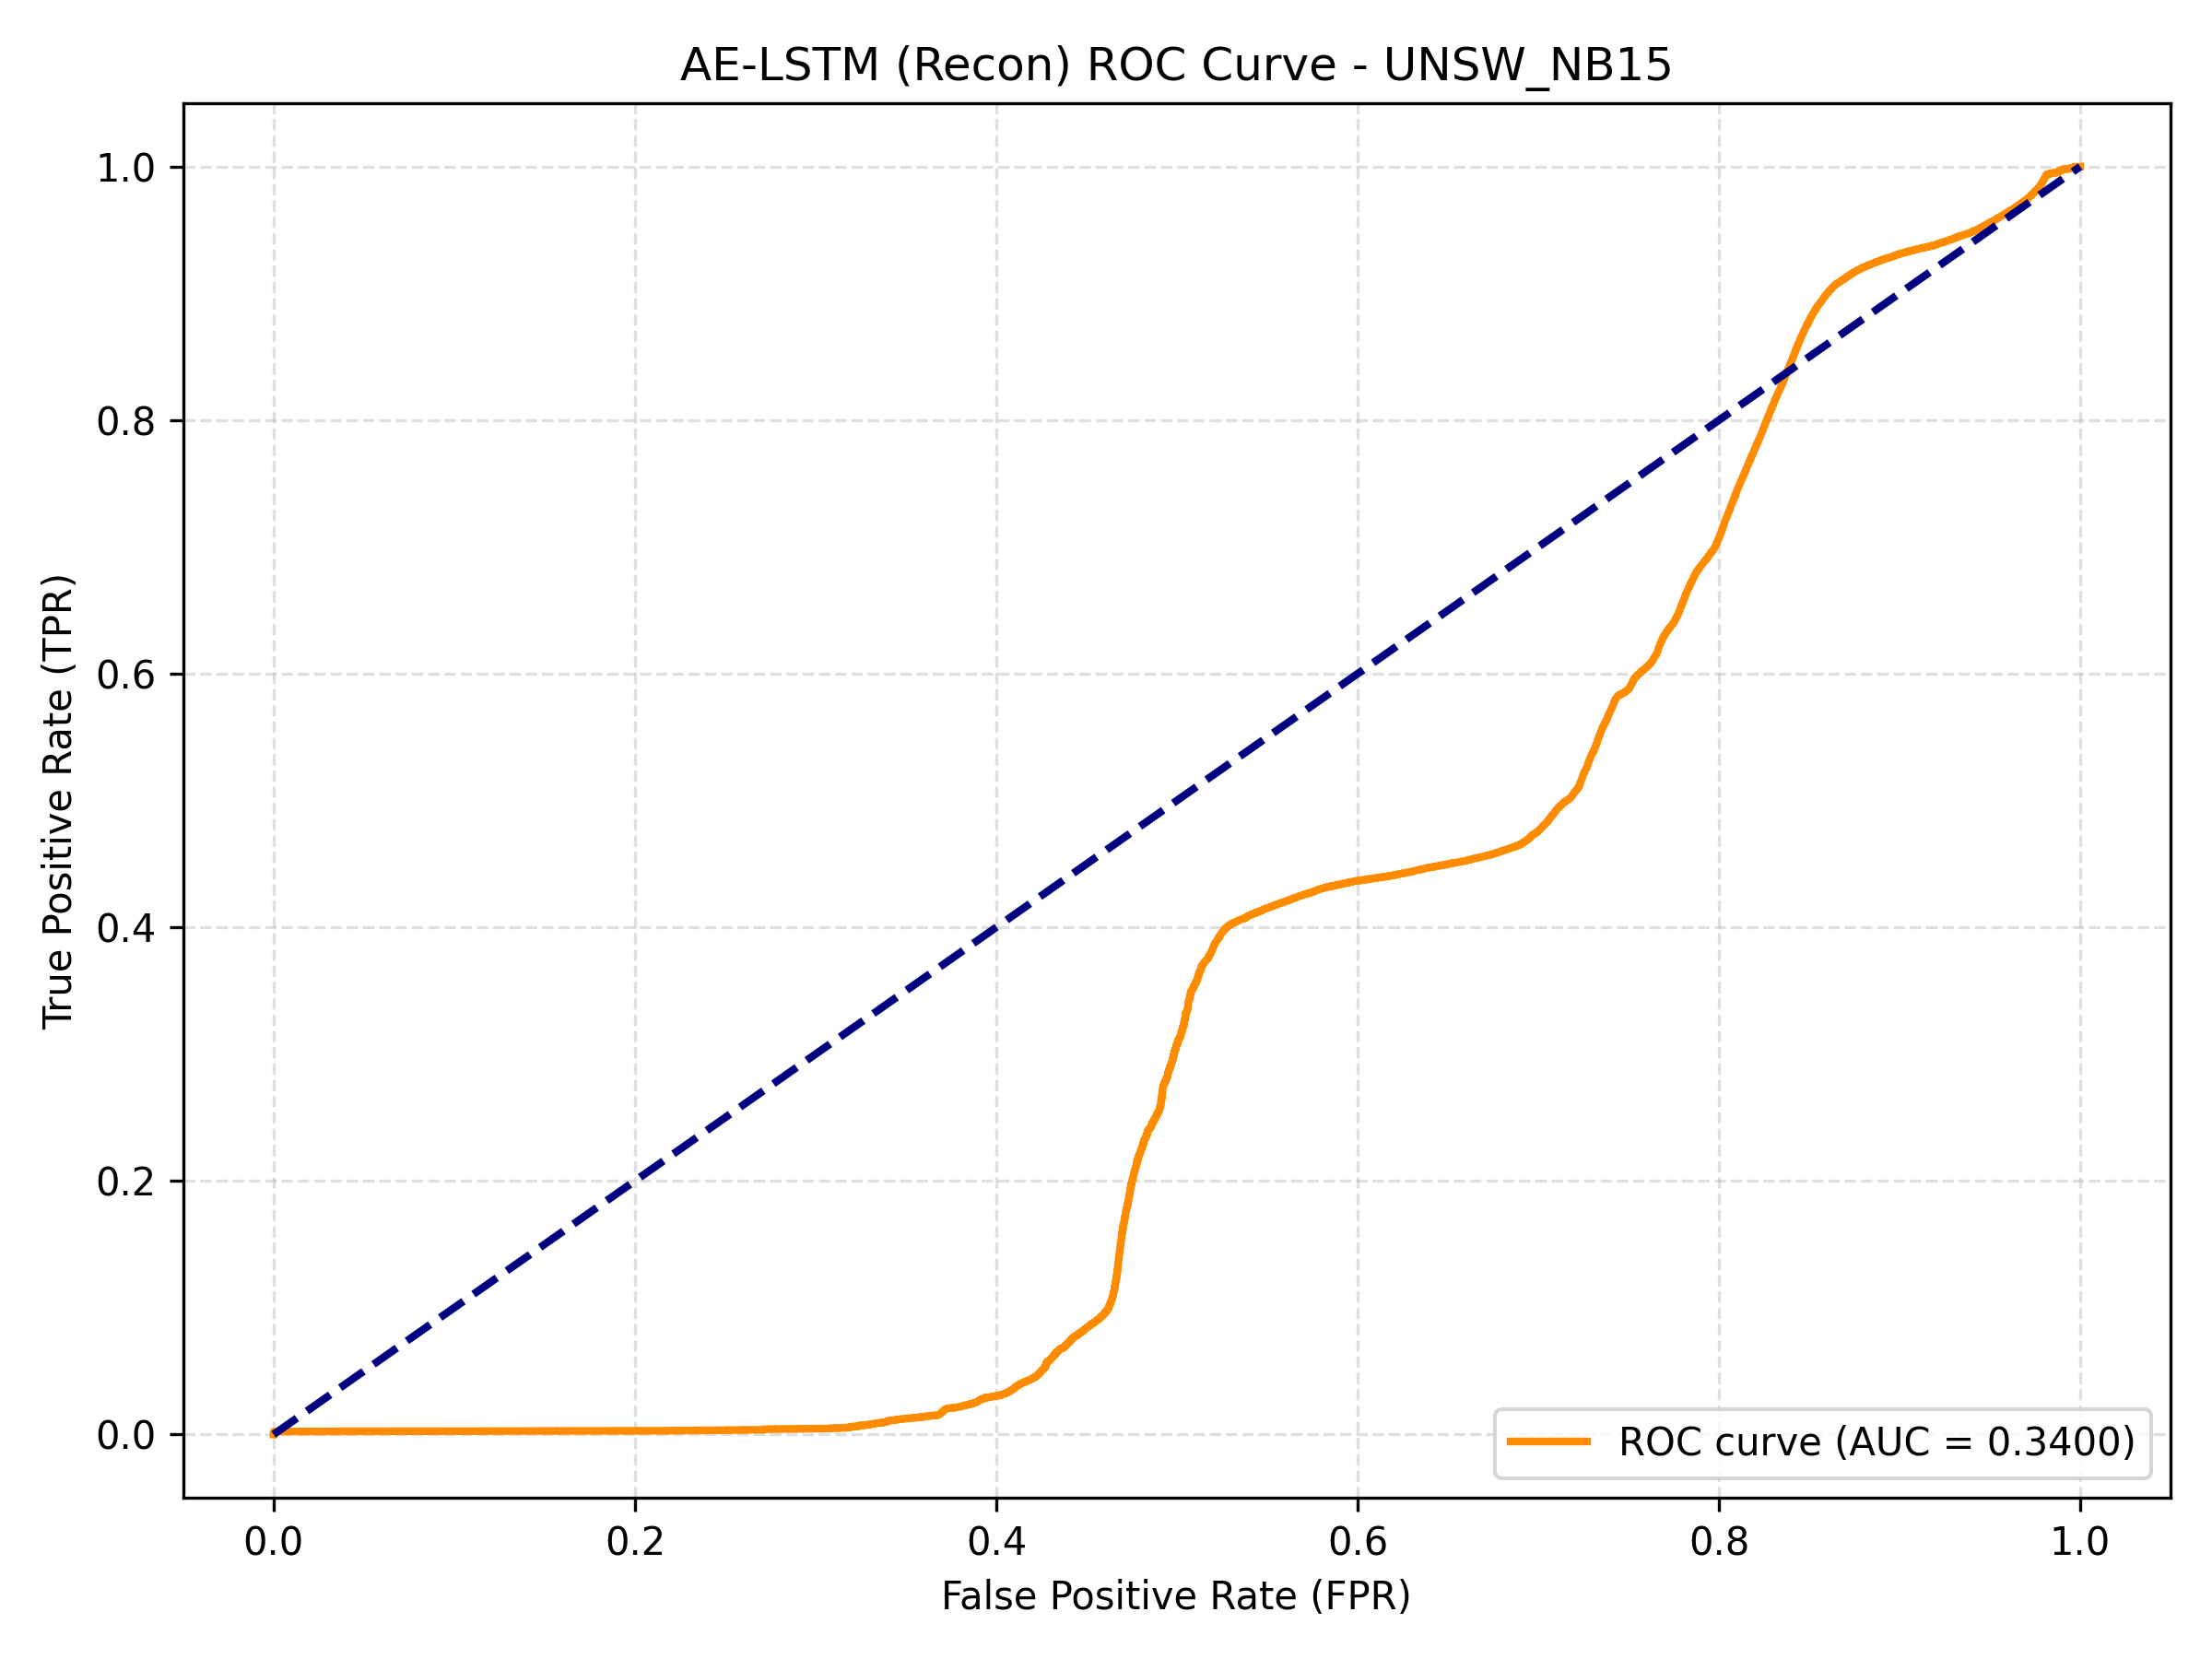 AE-LSTM (Recon) ROC Curve - UNSW_NB15
True Positive Rate (TPR)
1.0
0.8
0.6
0.4
0.2
0.0
ROC curve (AUC = 0.3400)
0.0 0.2 0.4 0.6 0.8 1.0
False Positive Rate (FPR)